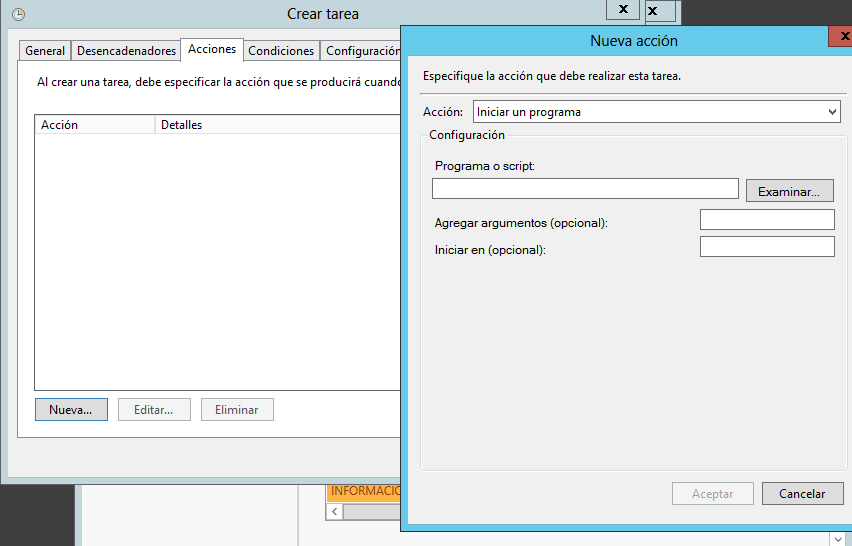 Crear tarea
General
Desencadenadores
Acciones
Condiciones
Configuración
Al crear una tarea, debe especificar la acción que se producirá
Acción
Detalles
Nueva...
Editar...
Eliminar
Nueva acción
Especifique la acción que debe realizar esta tarea.
Acción:
Iniciar un programa
Configuración
Programa o script:
Examinar...
Agregar argumentos (opcional):
Iniciar en (opcional):
Aceptar
Cancelar